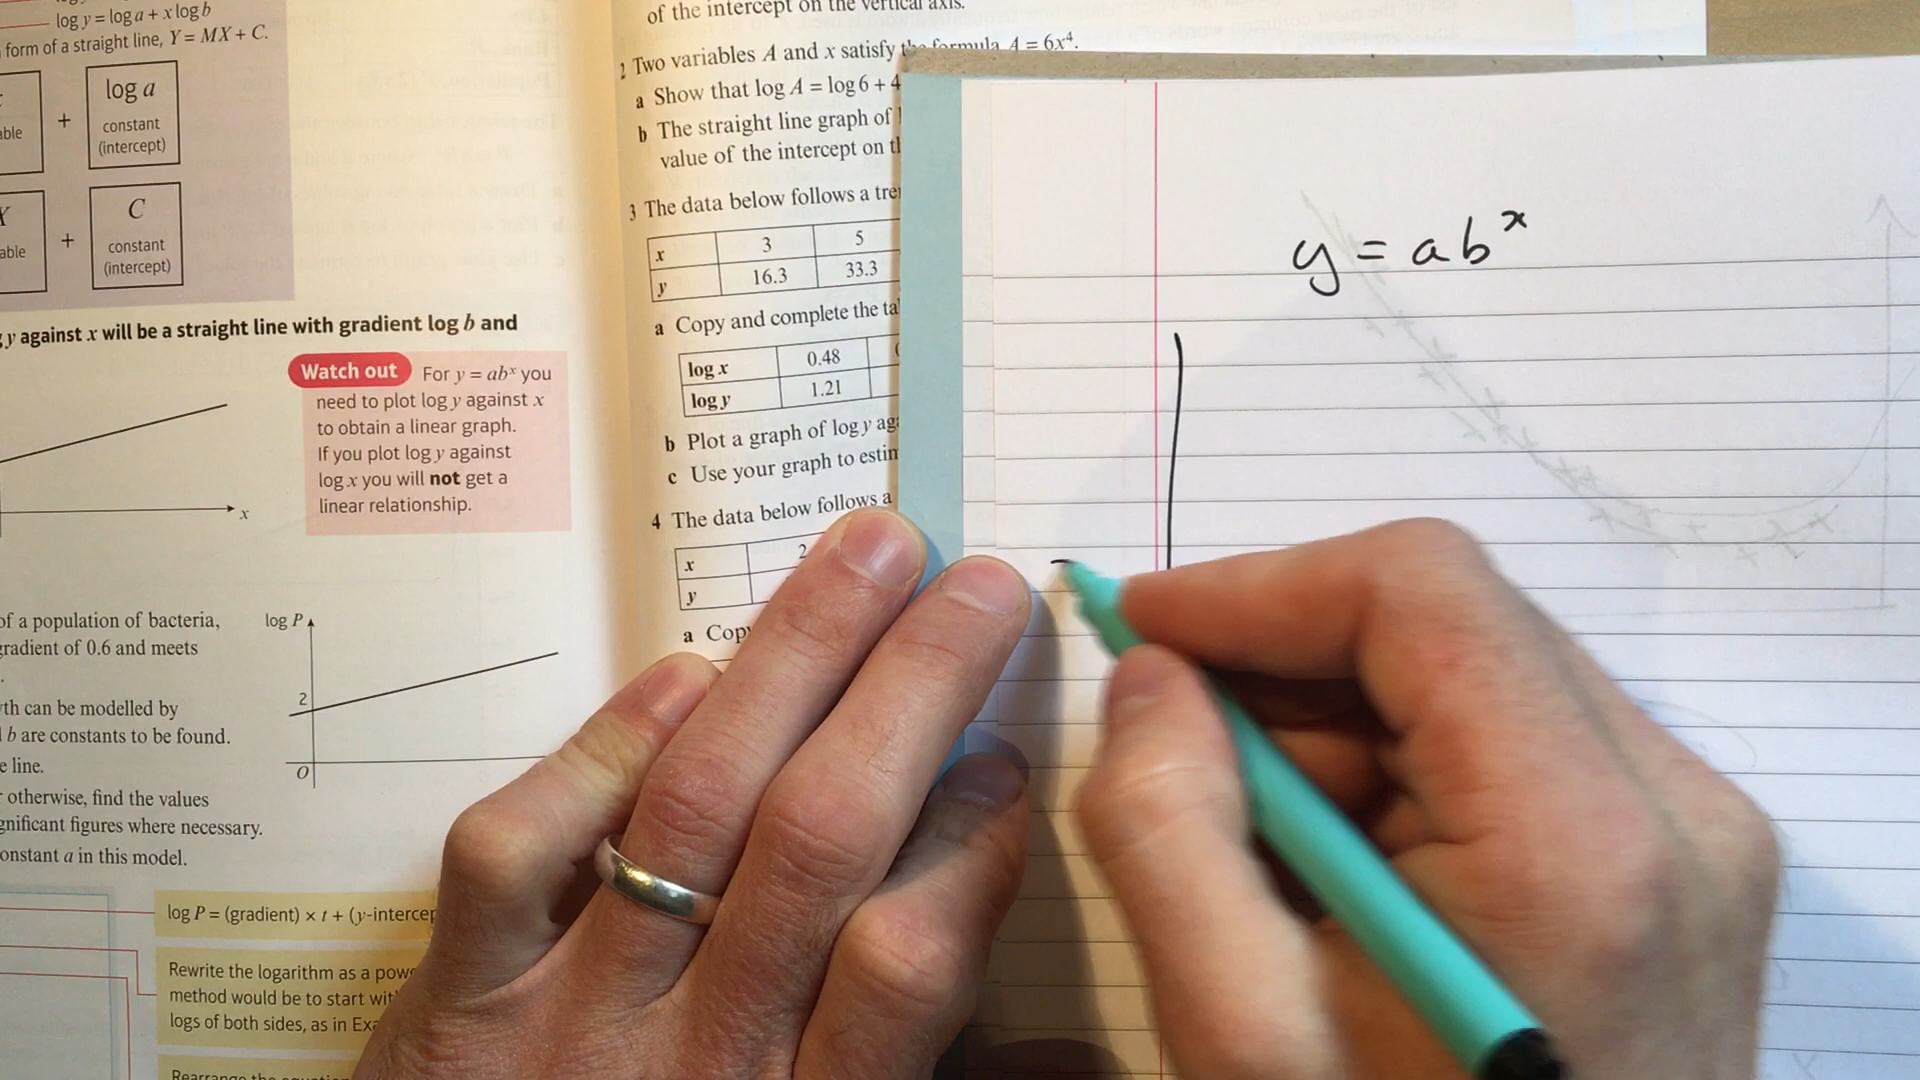 log y = log a + x log b
form of a straight line, Y = MX + C.
+ log a
able constant
(intercept)
+ C
able constant
(intercept)
y against x will be a straight line with gradient log b and
Watch out For y = abˣ you
need to plot log y against x
to obtain a linear graph.
If you plot log y against
log x you will not get a
linear relationship.
x
of a population of bacteria,
gradient of 0.6 and meets
th can be modelled by
b are constants to be found.
e line.
otherwise, find the values
gnificant figures where necessary.
onstant a in this model.
log P
2
O
log P = (gradient) × t + (y-intercep
Rewrite the logarithm as a pow
method would be to start wit
logs of both sides, as in Exa
Rearrange the
of the intercept on the vertical axis.
2 Two variables A and x satisfy the formula A = 6x⁴.
a Show that log A = log 6 + 4
b The straight line graph of
value of the intercept on t
3 The data below follows a tre
x 3 5
y 16.3 33.3
a Copy and complete the ta
log x 0.48
log y 1.21
b Plot a graph of log y ag
c Use your graph to estim
4 The data below follows a
x 2
y
a Cop
y = abˣ